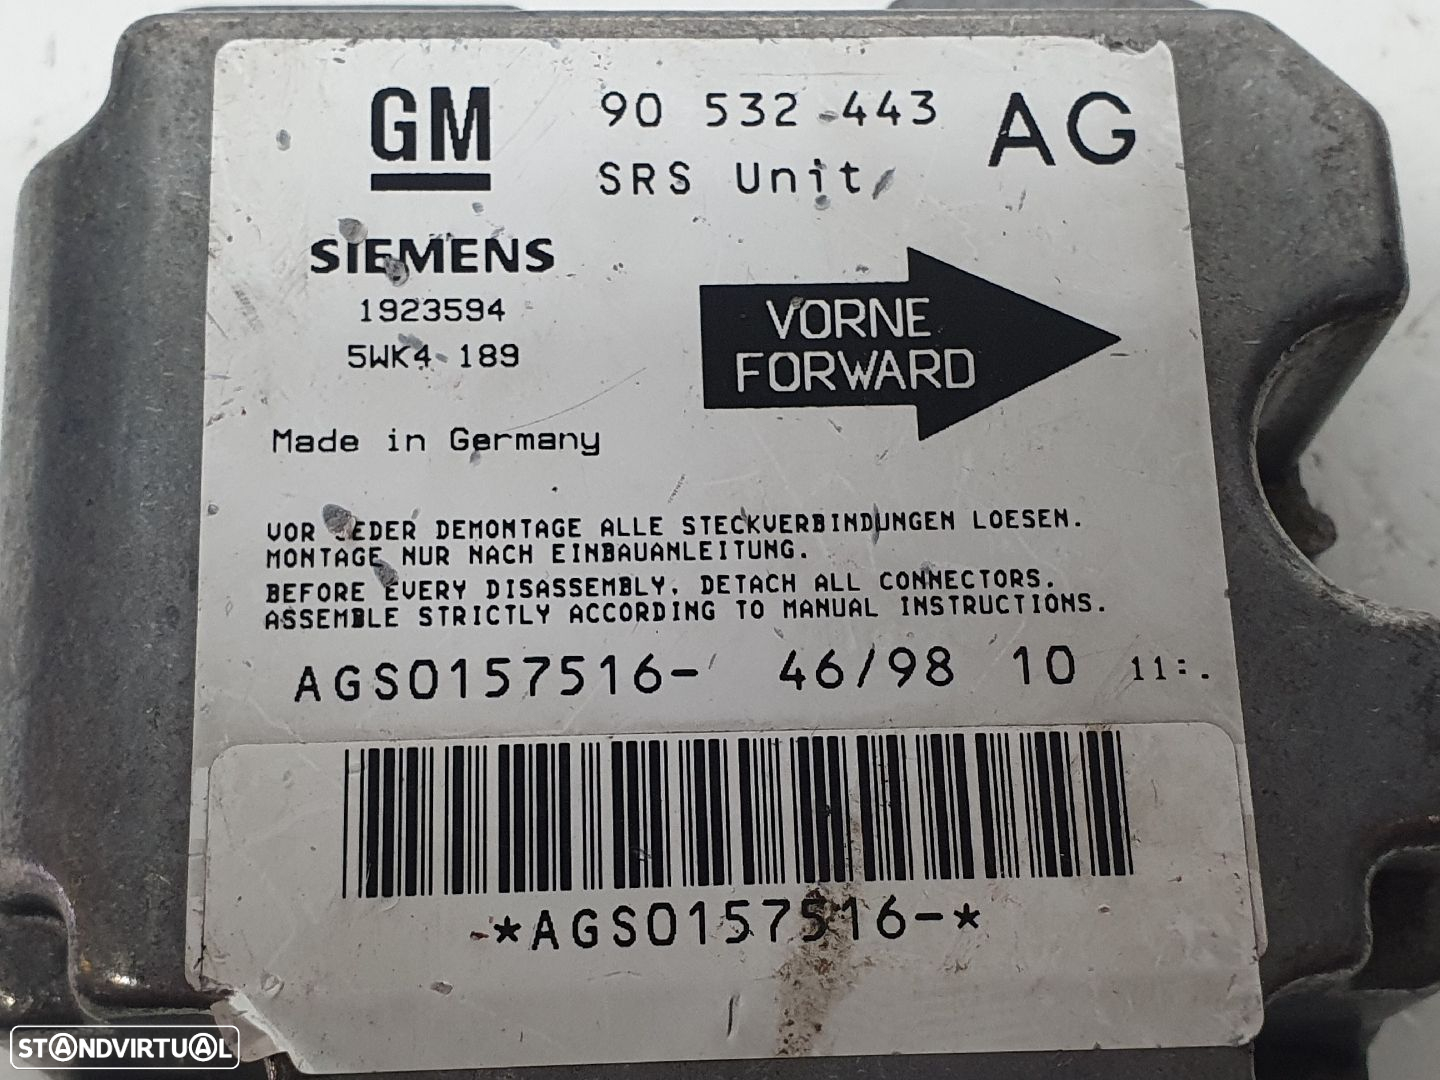 GM
90 532 443
AG
SRS Unit
SIEMENS
1923594
5WK4 189
VORNE
FORWARD
Made in Germany
VOR JEDER DEMONTAGE ALLE STECKVERBINDUNGEN LOESEN.
MONTAGE NUR NACH EINBAUANLEITUNG.
BEFORE EVERY DISASSEMBLY, DETACH ALL CONNECTORS.
ASSEMBLE STRICTLY ACCORDING TO MANUAL INSTRUCTIONS.
AGS0157516- 46/98 10 11:.
*AGS0157516-*
STANDVIRTUAL